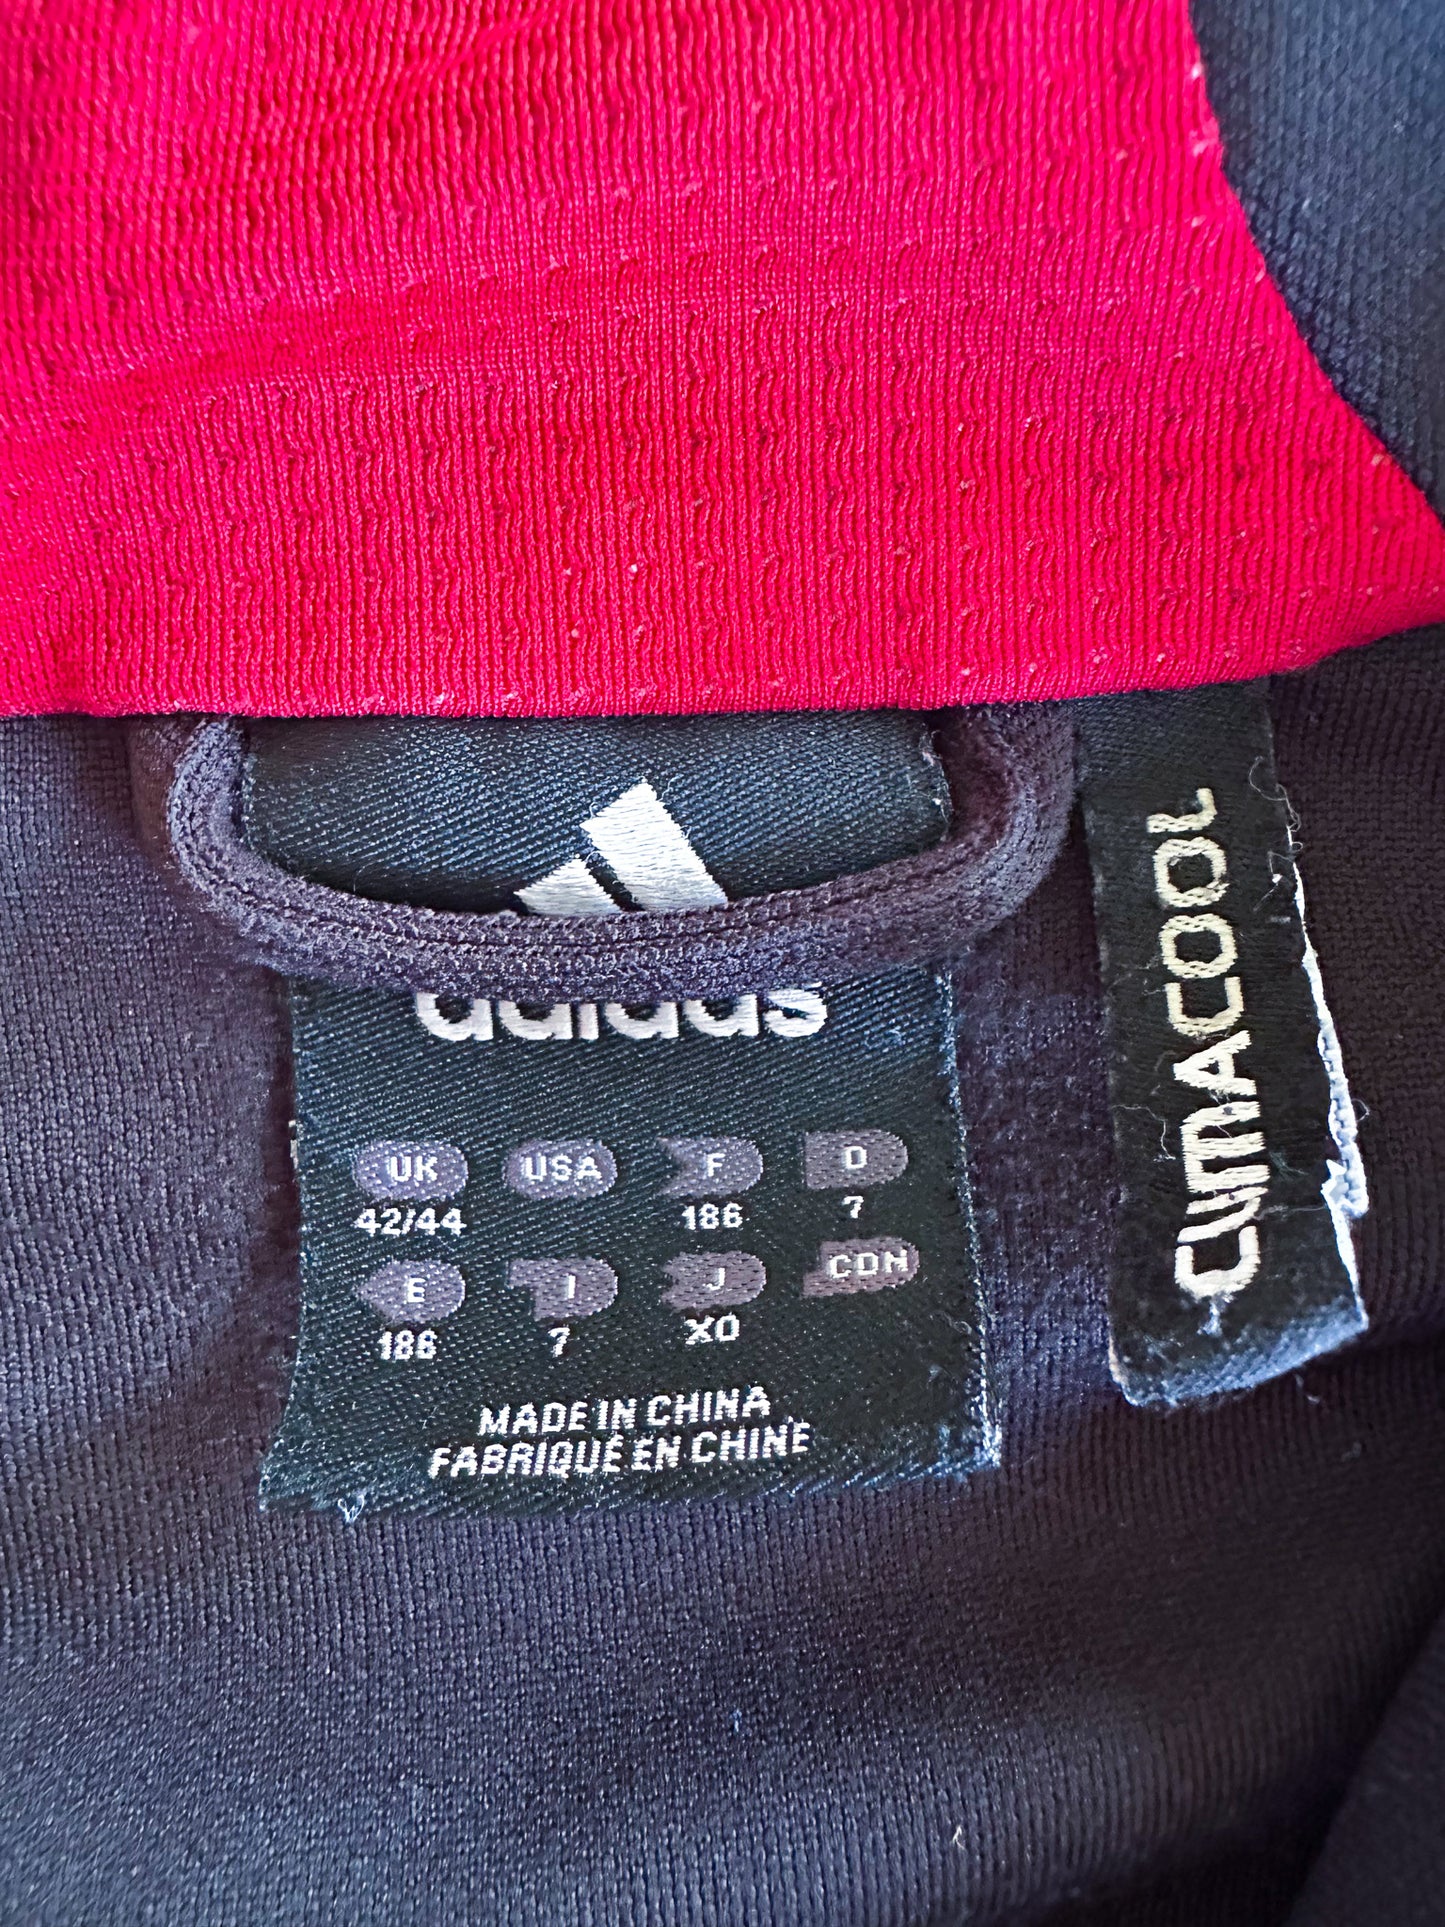 adidas
UK USA F D
42/44 186 7
E I J CDN
186 7 XO
MADE IN CHINA
FABRIQUÉ EN CHINE
CLIMACOOL